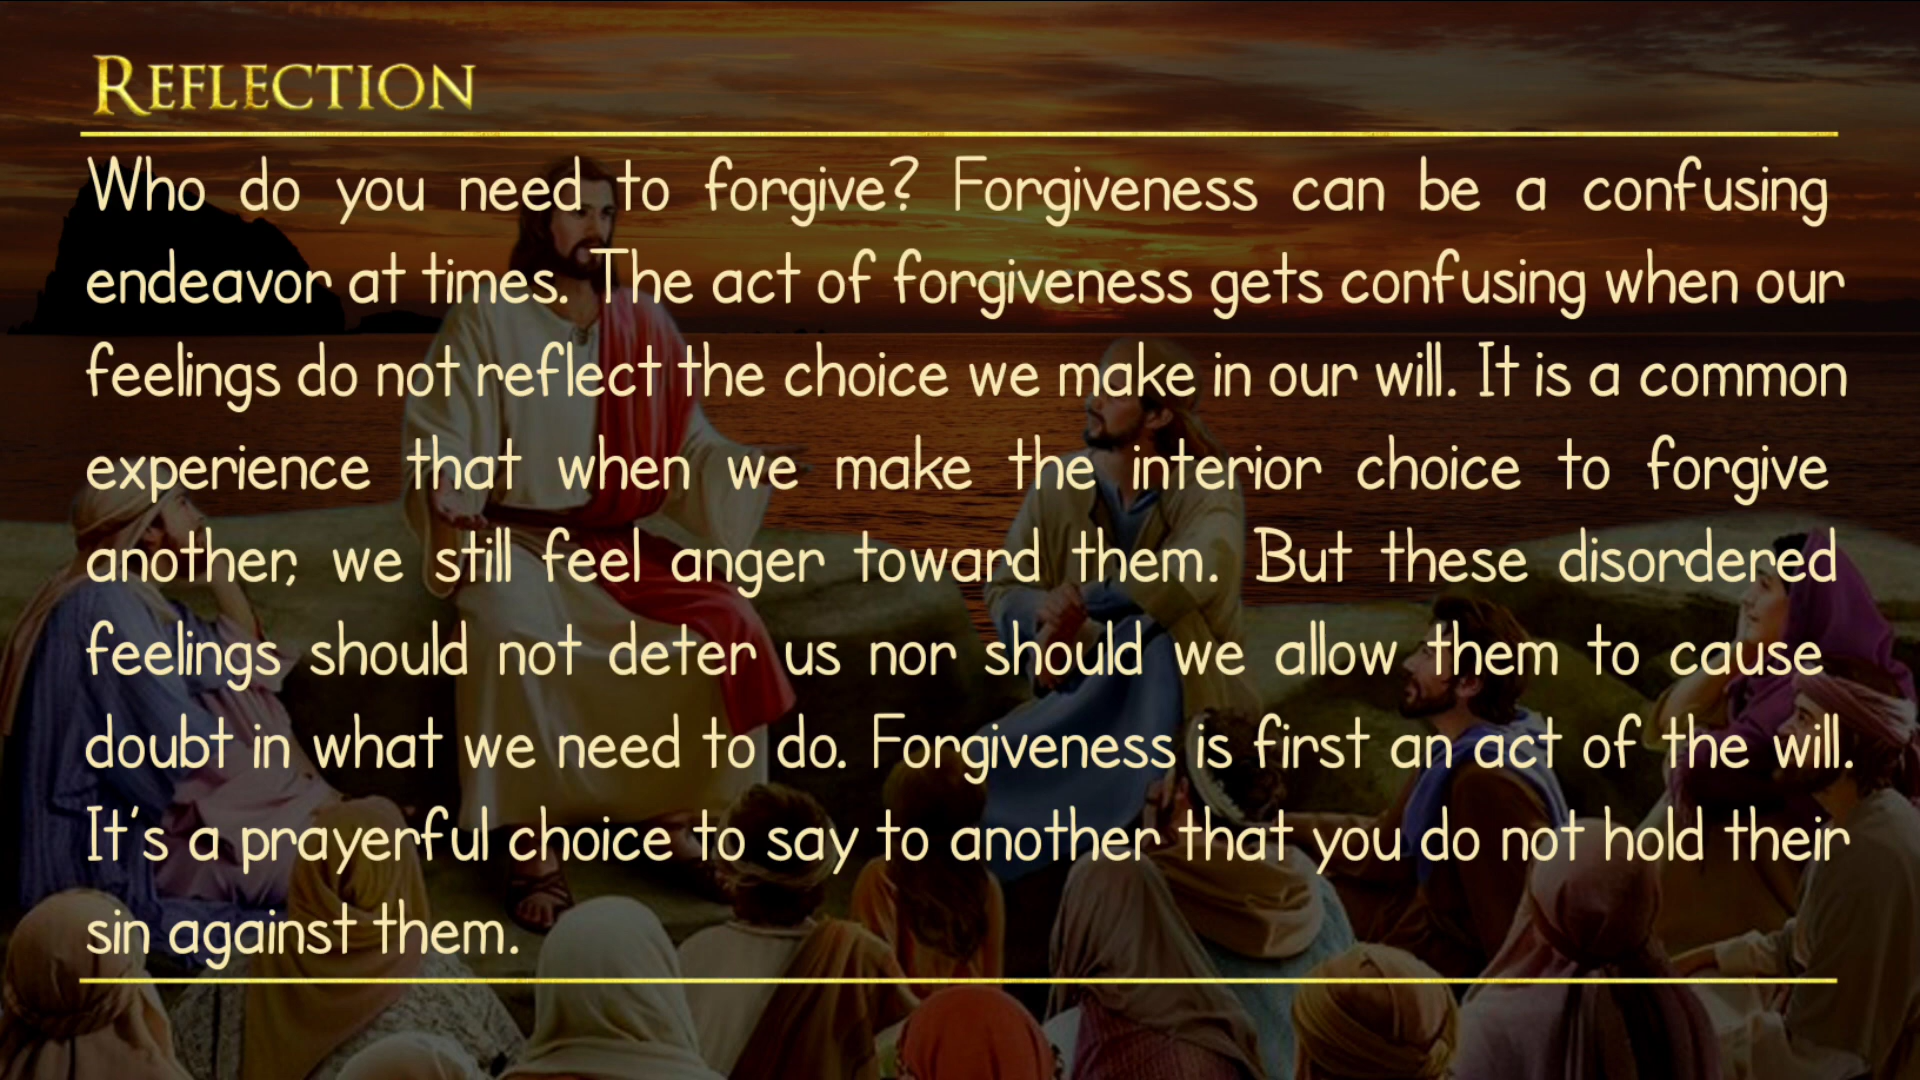 REFLECTION
Who do you need to forgive? Forgiveness can be a confusing
endeavor at times. The act of forgiveness gets confusing when our
feelings do not reflect the choice we make in our will. It is a common
experience that when we make the interior choice to forgive
another, we still feel anger toward them. But these disordered
feelings should not deter us nor should we allow them to cause
doubt in what we need to do. Forgiveness is first an act of the will.
It's a prayerful choice to say to another that you do not hold their
sin against them.